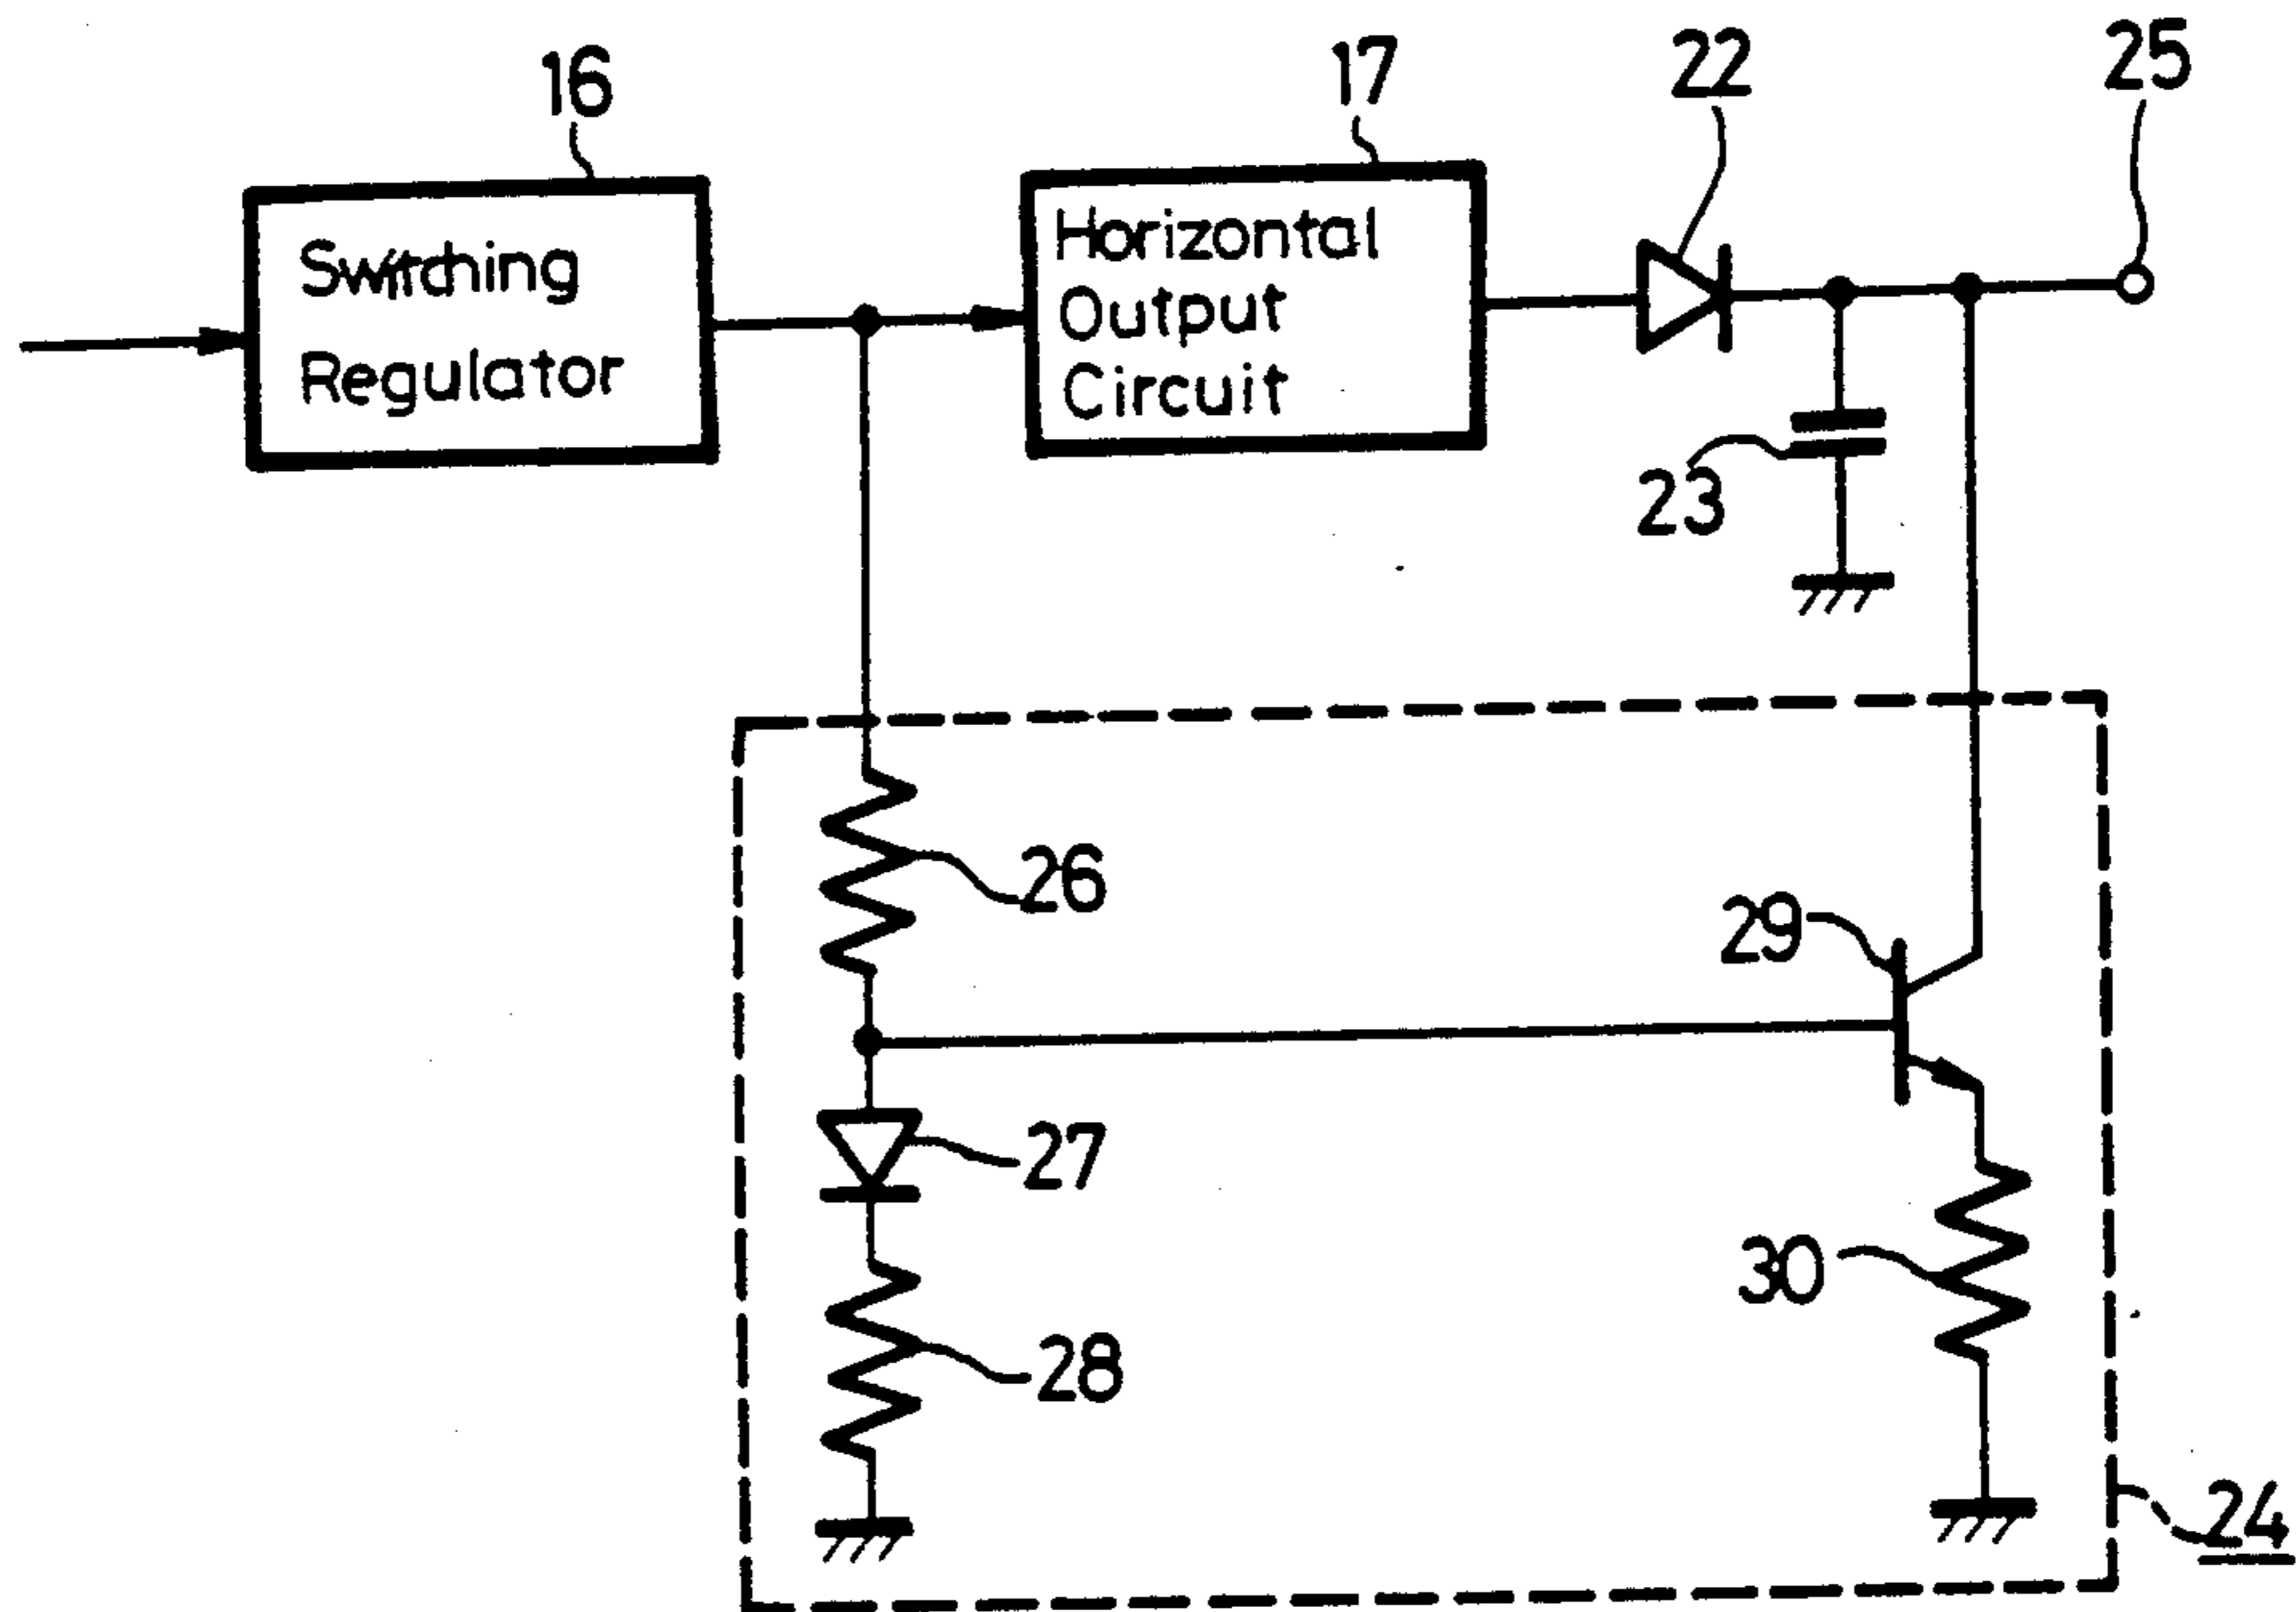 16
17
22
25
Switching
Regulator
Horizontal
Output
Circuit
23
26
29
27
30
28
24